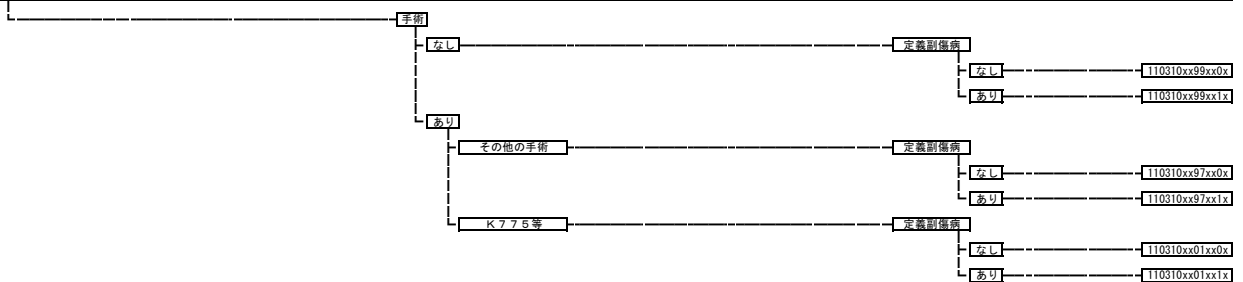 手術
なし 定義副傷病
なし 110310xx99xx0x
あり 110310xx99xx1x
あり
その他の手術 定義副傷病
なし 110310xx97xx0x
あり 110310xx97xx1x
Ｋ７７５等 定義副傷病
なし 110310xx01xx0x
あり 110310xx01xx1x